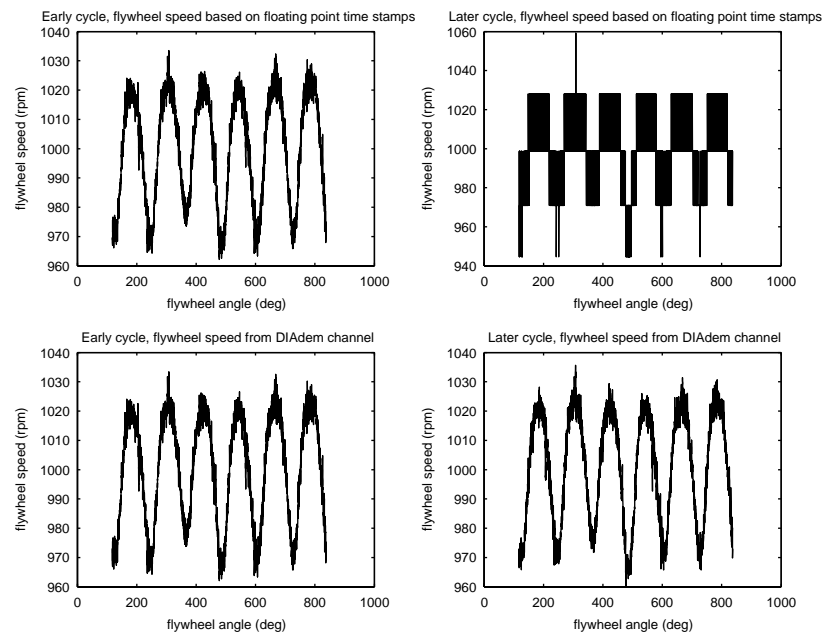 Early cycle, flywheel speed based on floating point time stamps
1040
1030
1020
1010
1000
990
980
970
960
flywheel speed (rpm)
0 200 400 600 800 1000
flywheel angle (deg)
Later cycle, flywheel speed based on floating point time stamps
1060
1040
1020
1000
980
960
940
flywheel speed (rpm)
0 200 400 600 800 1000
flywheel angle (deg)
Early cycle, flywheel speed from DIAdem channel
1040
1030
1020
1010
1000
990
980
970
960
flywheel speed (rpm)
0 200 400 600 800 1000
flywheel angle (deg)
Later cycle, flywheel speed from DIAdem channel
1040
1030
1020
1010
1000
990
980
970
960
flywheel speed (rpm)
0 200 400 600 800 1000
flywheel angle (deg)